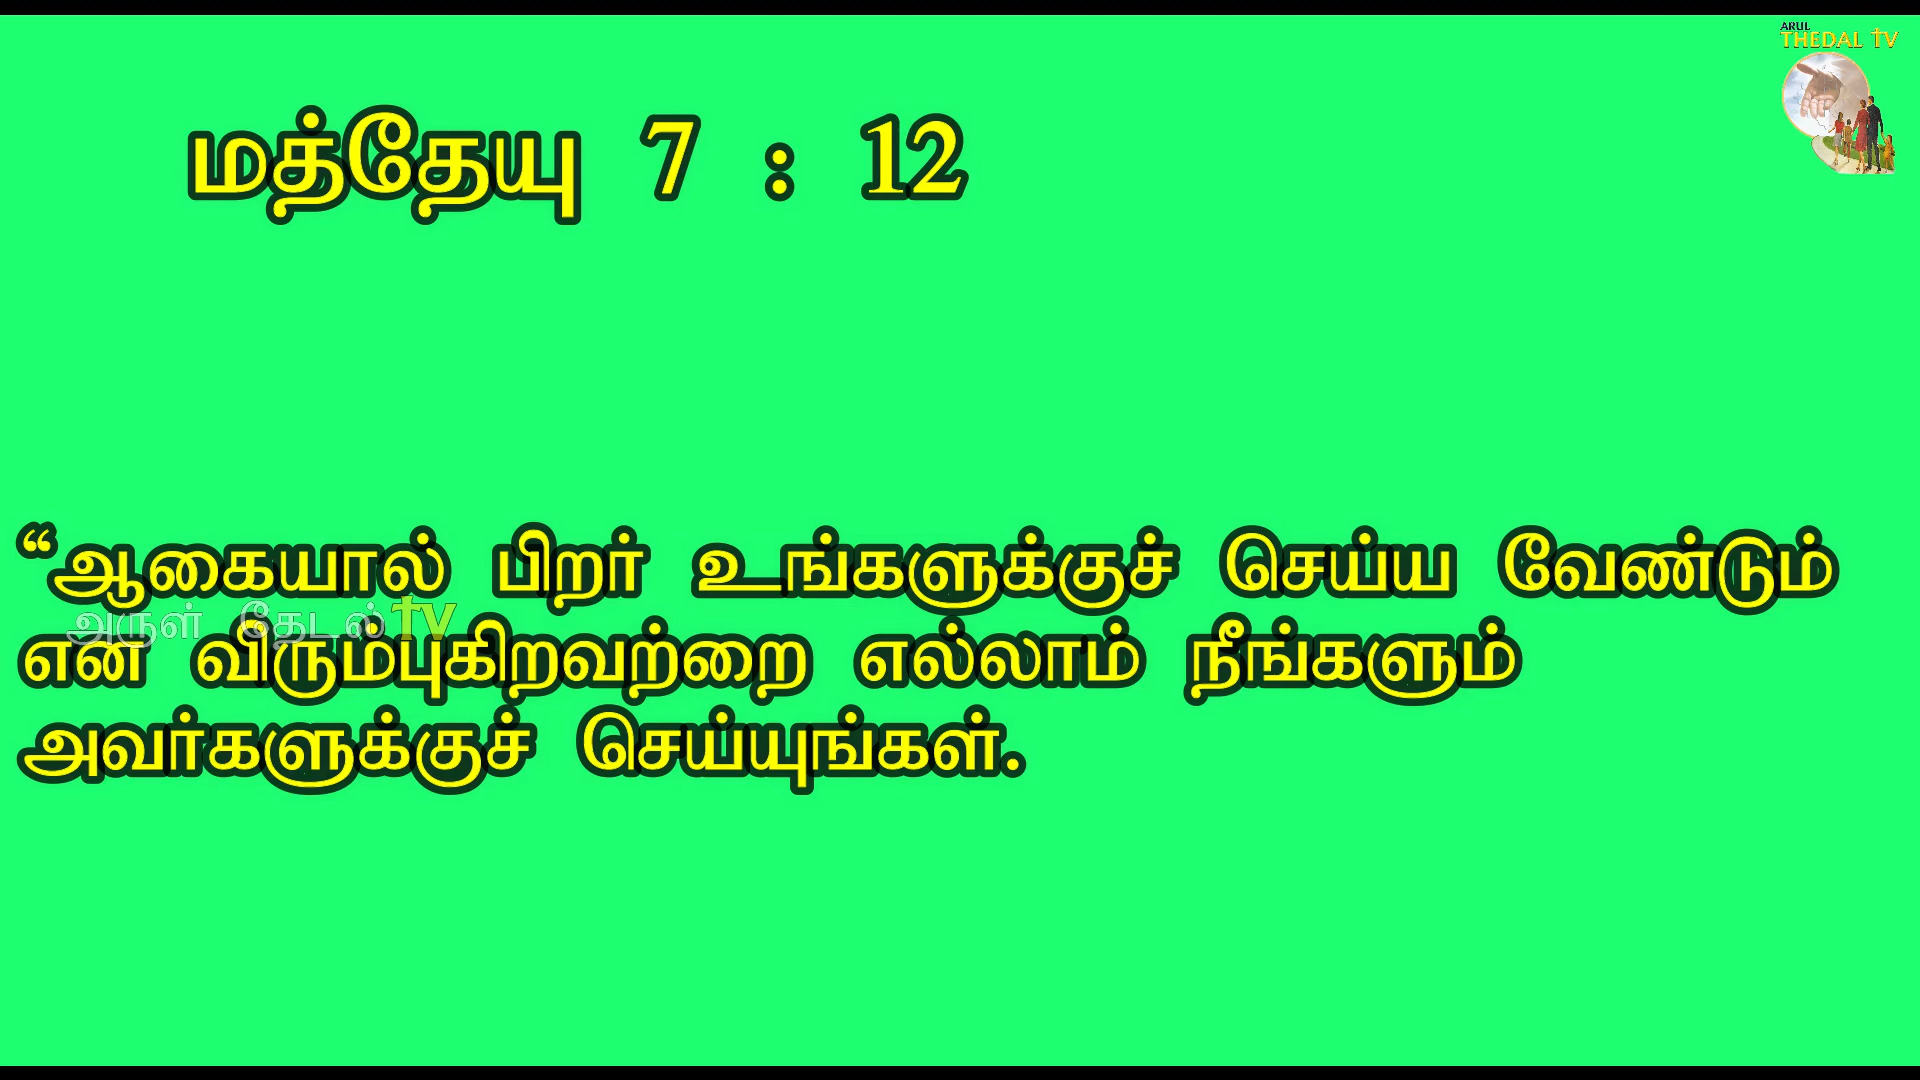 ARUL
THEDAL TV
மத்தேயு 7 : 12
“ஆகையால் பிறர் உங்களுக்குச் செய்ய வேண்டும்
அருள் தேடல் TV
என விரும்புகிறவற்றை எல்லாம் நீங்களும்
அவர்களுக்குச் செய்யுங்கள்.